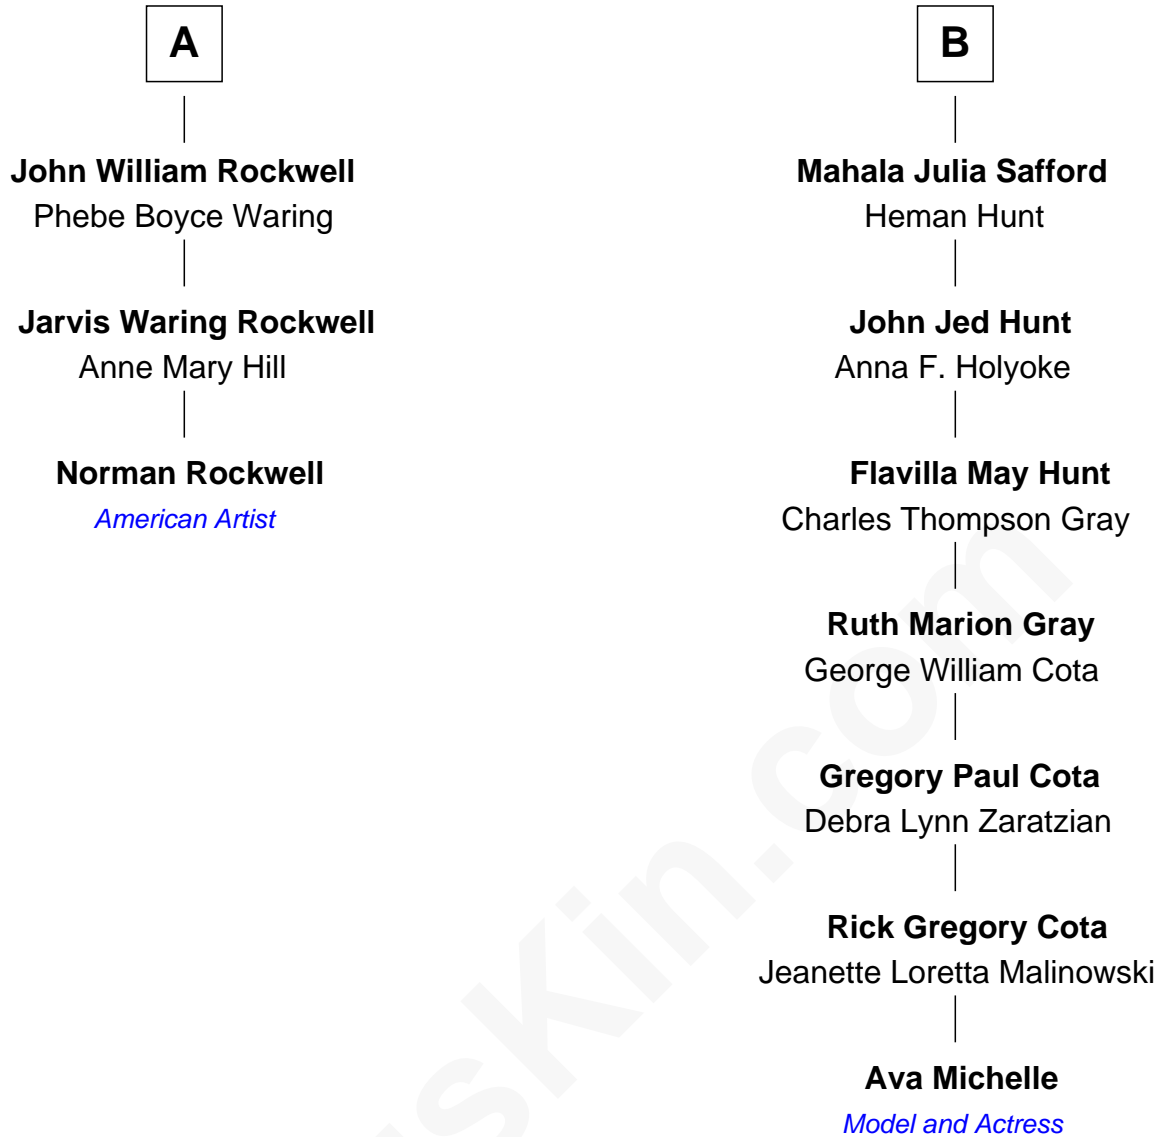 A
John William Rockwell
Phebe Boyce Waring
Jarvis Waring Rockwell
Anne Mary Hill
Norman Rockwell
American Artist
B
Mahala Julia Safford
Heman Hunt
John Jed Hunt
Anna F. Holyoke
Flavilla May Hunt
Charles Thompson Gray
Ruth Marion Gray
George William Cota
Gregory Paul Cota
Debra Lynn Zaratzian
Rick Gregory Cota
Jeanette Loretta Malinowski
Ava Michelle
Model and Actress